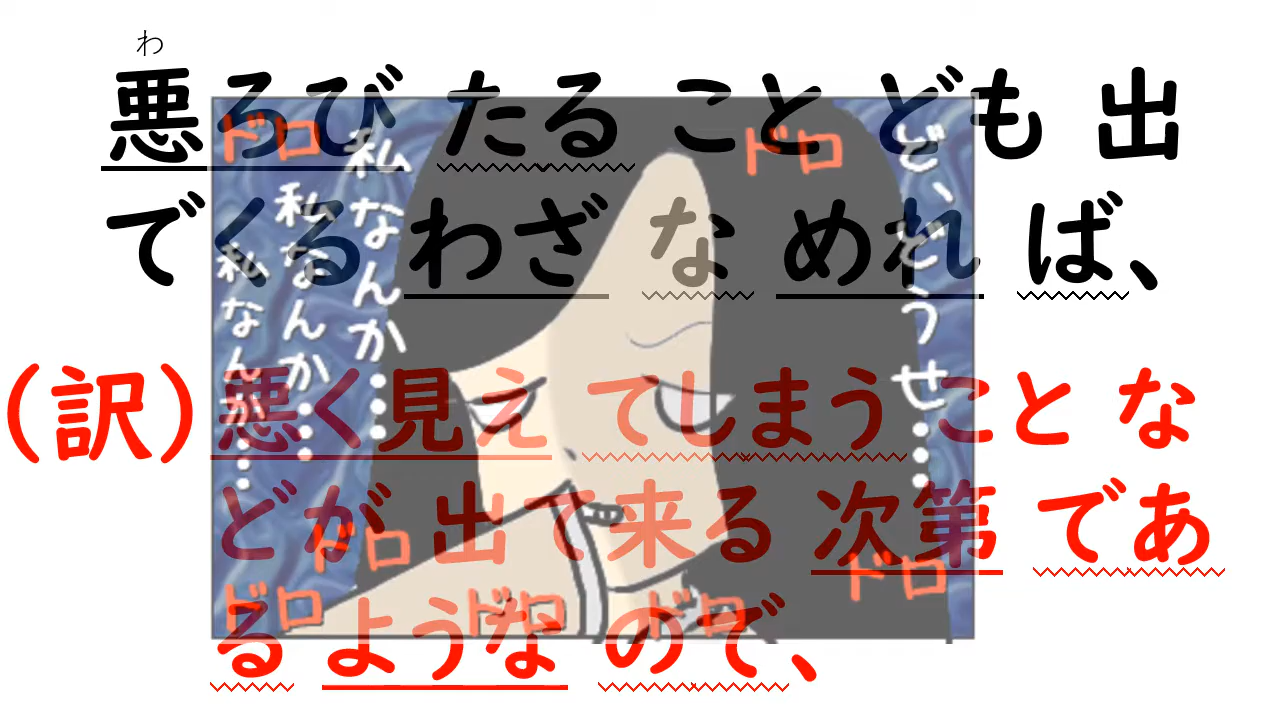 わ
悪ろび たる こと ども 出
でくる わざ な めれ ば、
(訳)悪く見え てしまう こと な
どが 出て来る 次第 であ
る ような ので、
ドロ
私なんか……
私なんか……
私なんか……
ドロ
ど、どうせ……
ドロ
ドロ
ドロ
ドロ
ドロ